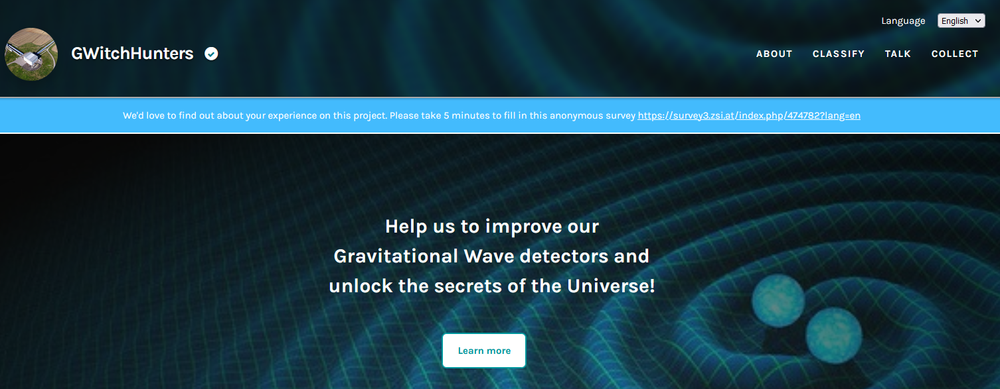 Language English
GWitchHunters
ABOUT CLASSIFY TALK COLLECT
We'd love to find out about your experience on this project. Please take 5 minutes to fill in this anonymous survey https://survey3.zsi.at/index.php/474782?lang=en
Help us to improve our
Gravitational Wave detectors and
unlock the secrets of the Universe!
Learn more